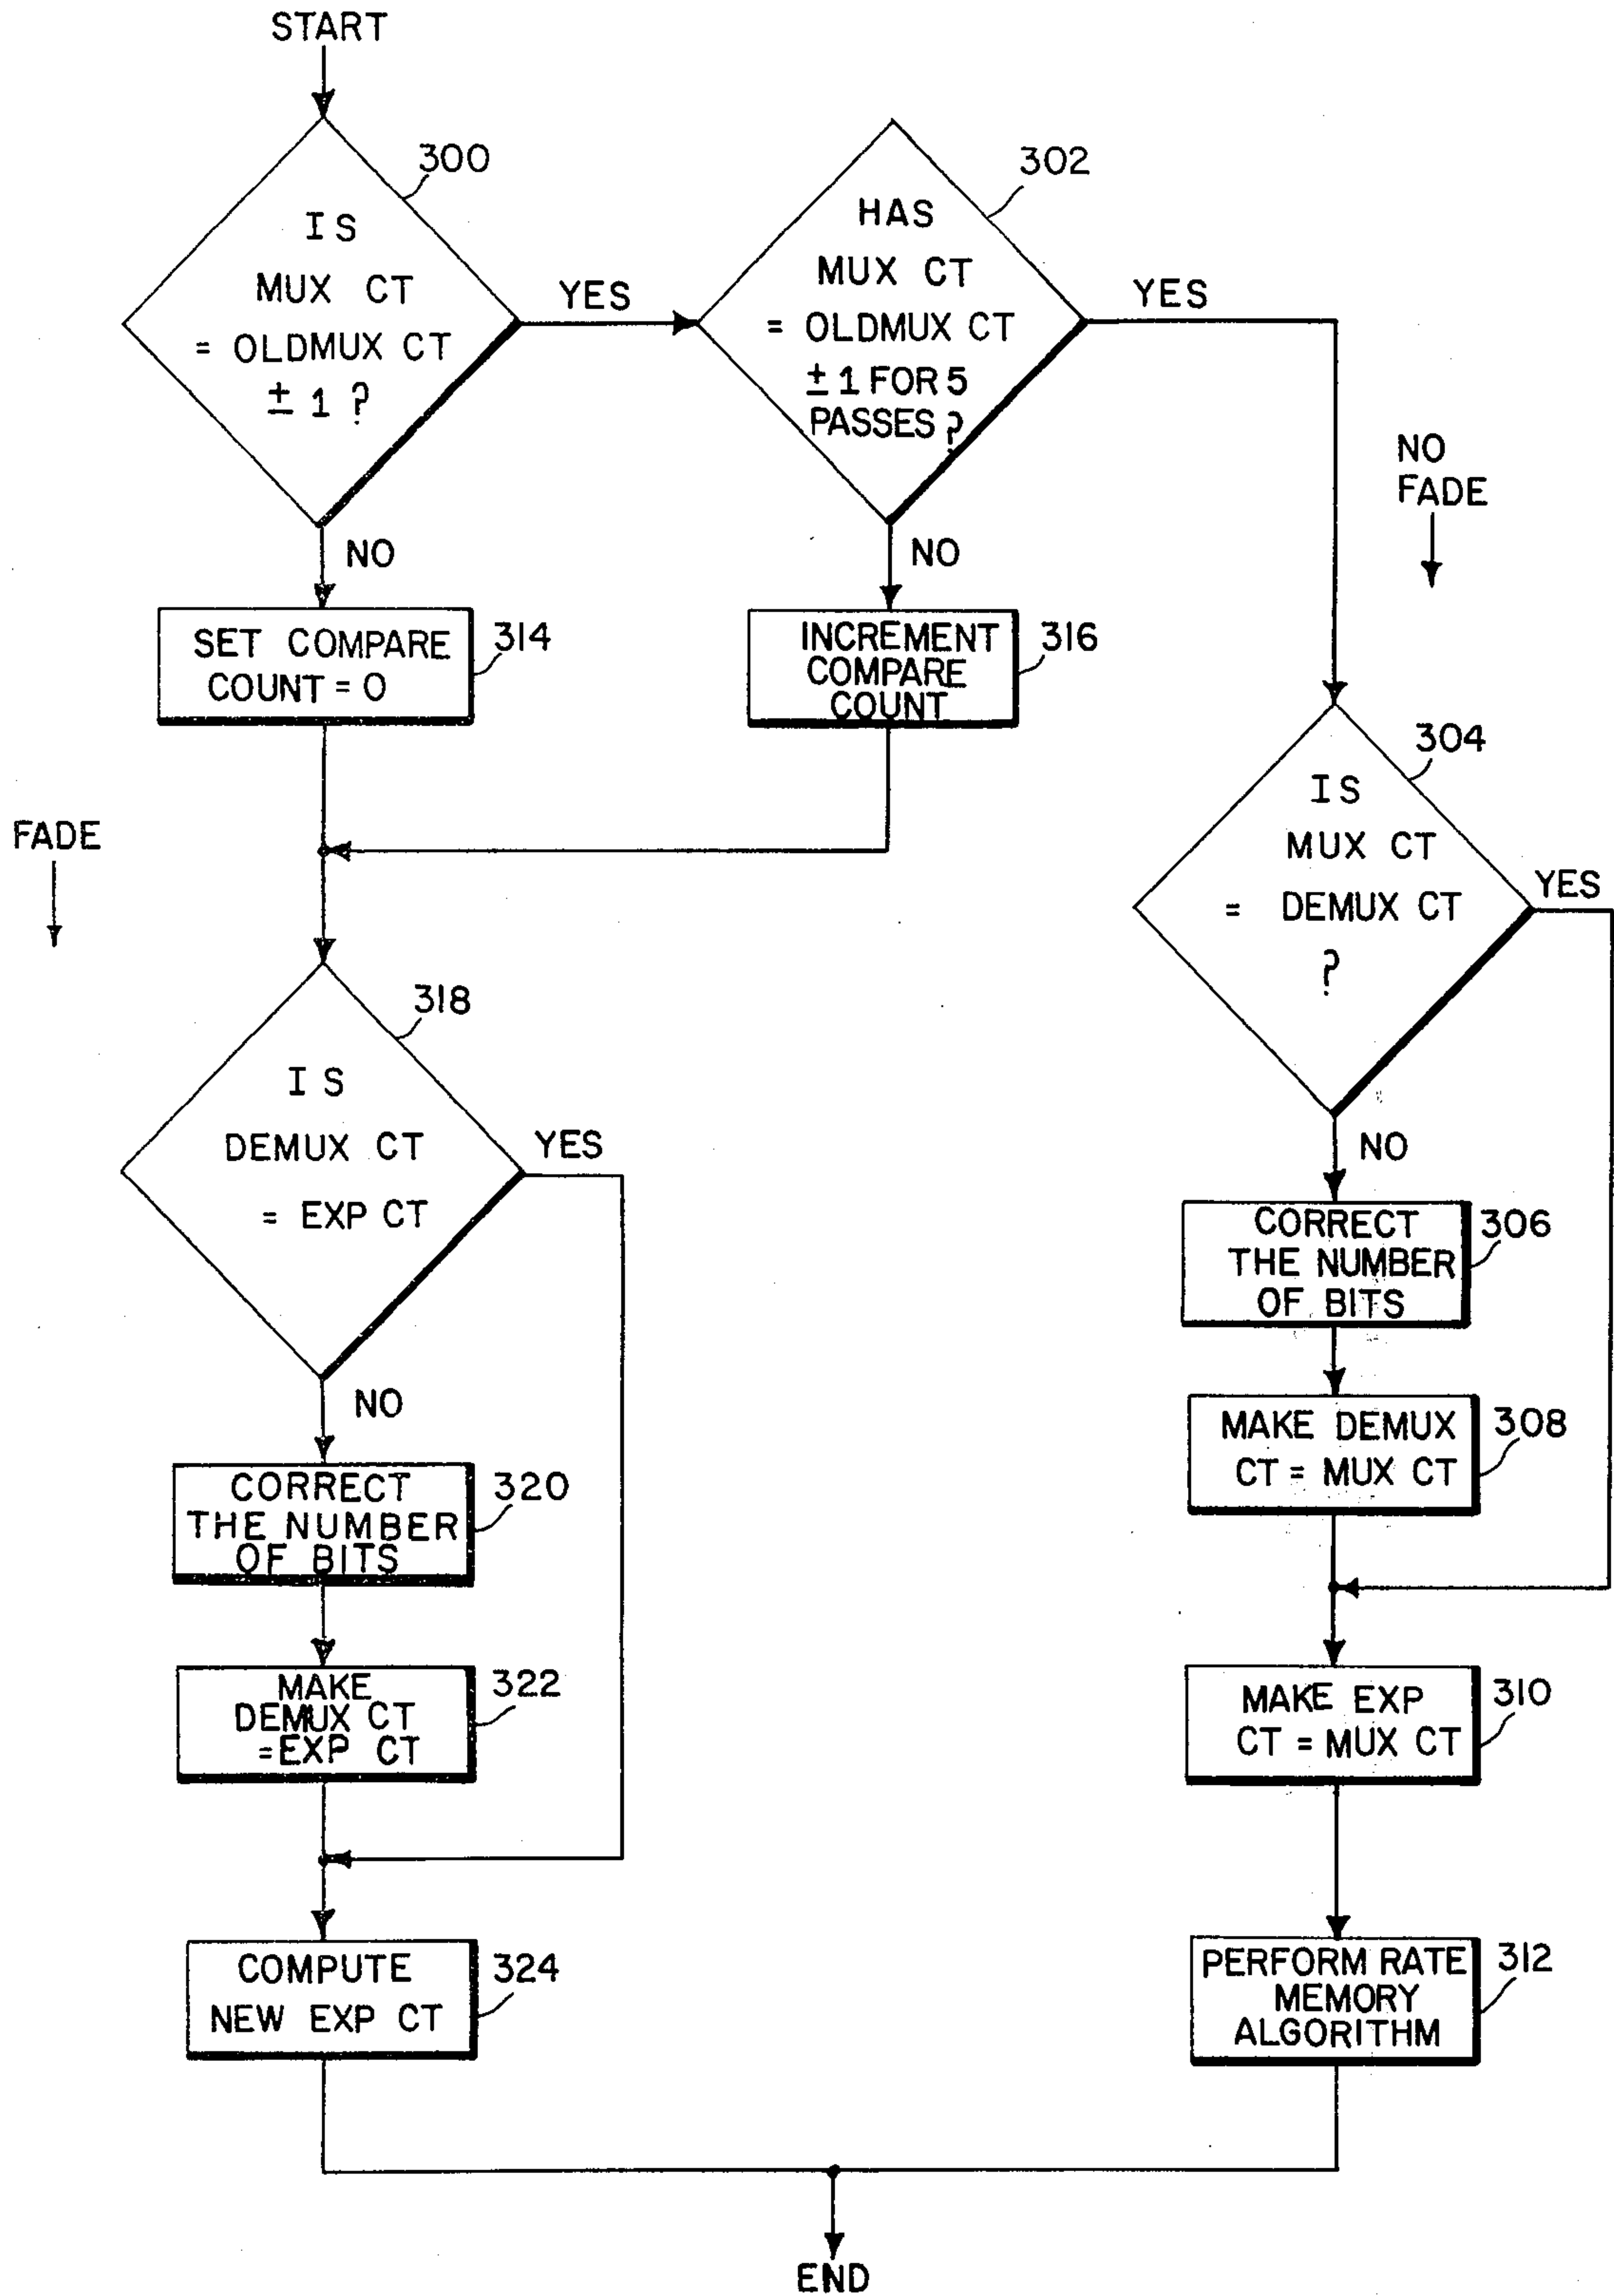 START
300
IS
MUX CT
= OLDMUX CT
± 1 ?
YES
NO
302
HAS
MUX CT
= OLDMUX CT
± 1 FOR 5
PASSES ?
YES
NO
NO
FADE
SET COMPARE
COUNT = 0
314
INCREMENT
COMPARE
COUNT
316
FADE
304
IS
MUX CT
= DEMUX CT
?
YES
NO
318
IS
DEMUX CT
= EXP CT
YES
NO
CORRECT
THE NUMBER
OF BITS
306
MAKE DEMUX
CT = MUX CT
308
CORRECT
THE NUMBER
OF BITS
320
MAKE
DEMUX CT
=EXP CT
322
MAKE EXP
CT = MUX CT
310
COMPUTE
NEW EXP CT
324
PERFORM RATE
MEMORY
ALGORITHM
312
END